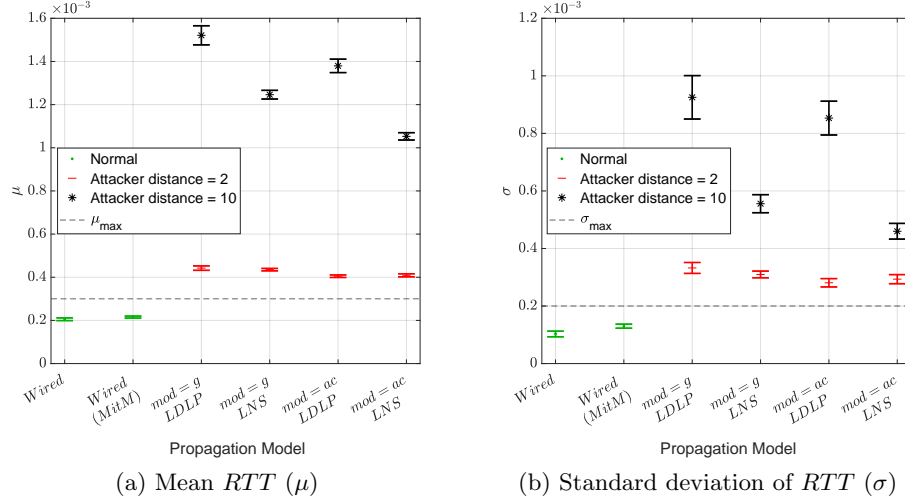 ×10⁻³
1.6
1.4
1.2
1
0.8
0.6
0.4
0.2
0
μ
Normal
Attacker distance = 2
Attacker distance = 10
μmax
Wired
Wired
(MitM)
mod = g
LDLP
mod = g
LNS
mod = ac
LDLP
mod = ac
LNS
Propagation Model
(a) Mean RTT (μ)
×10⁻³
1.2
1
0.8
0.6
0.4
0.2
0
σ
Normal
Attacker distance = 2
Attacker distance = 10
σmax
Wired
Wired
(MitM)
mod = g
LDLP
mod = g
LNS
mod = ac
LDLP
mod = ac
LNS
Propagation Model
(b) Standard deviation of RTT (σ)